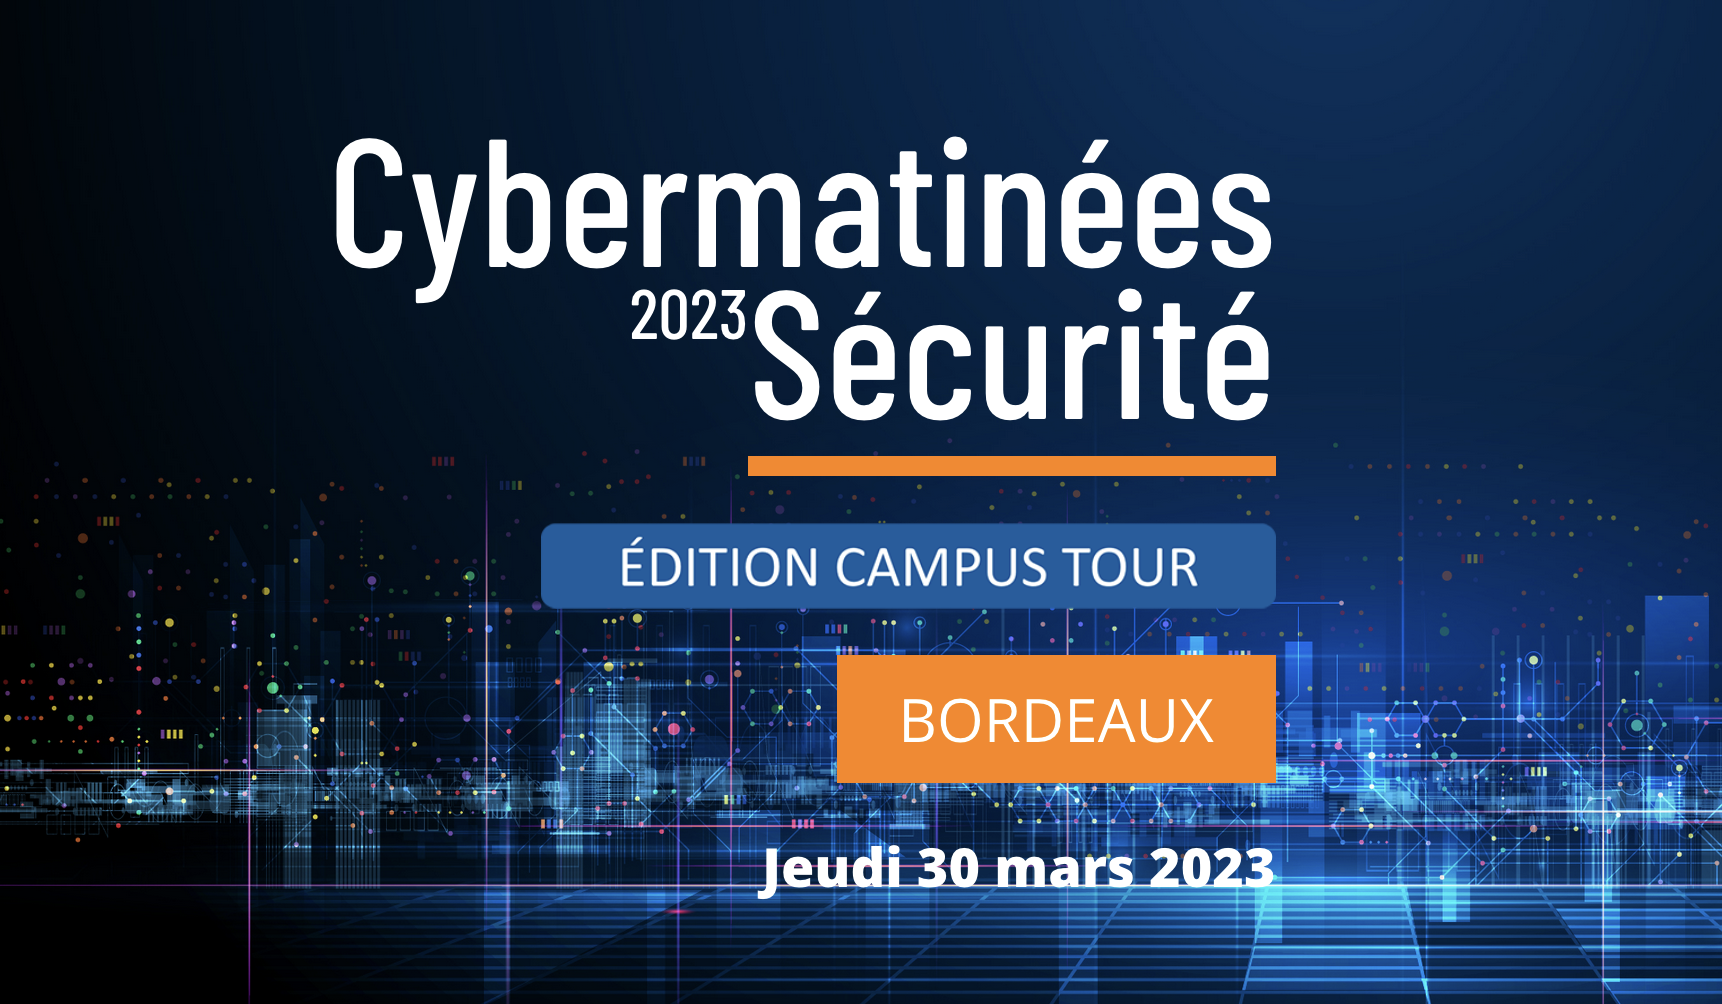 Cybermatinées
2023 Sécurité
ÉDITION CAMPUS TOUR
BORDEAUX
Jeudi 30 mars 2023